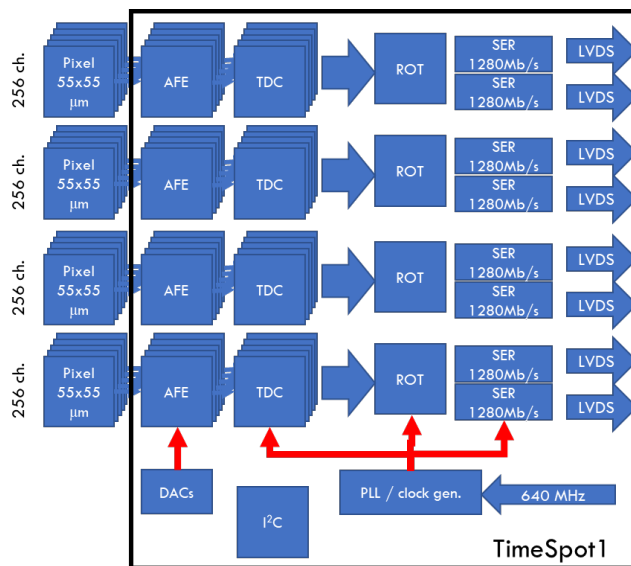 256 ch.
Pixel
55x55
μm
AFE
TDC
ROT
SER
1280Mb/s
SER
1280Mb/s
LVDS
LVDS
256 ch.
Pixel
55x55
μm
AFE
TDC
ROT
SER
1280Mb/s
SER
1280Mb/s
LVDS
LVDS
256 ch.
Pixel
55x55
μm
AFE
TDC
ROT
SER
1280Mb/s
SER
1280Mb/s
LVDS
LVDS
256 ch.
Pixel
55x55
μm
AFE
TDC
ROT
SER
1280Mb/s
SER
1280Mb/s
LVDS
LVDS
DACs
I²C
PLL / clock gen.
640 MHz
TimeSpot1